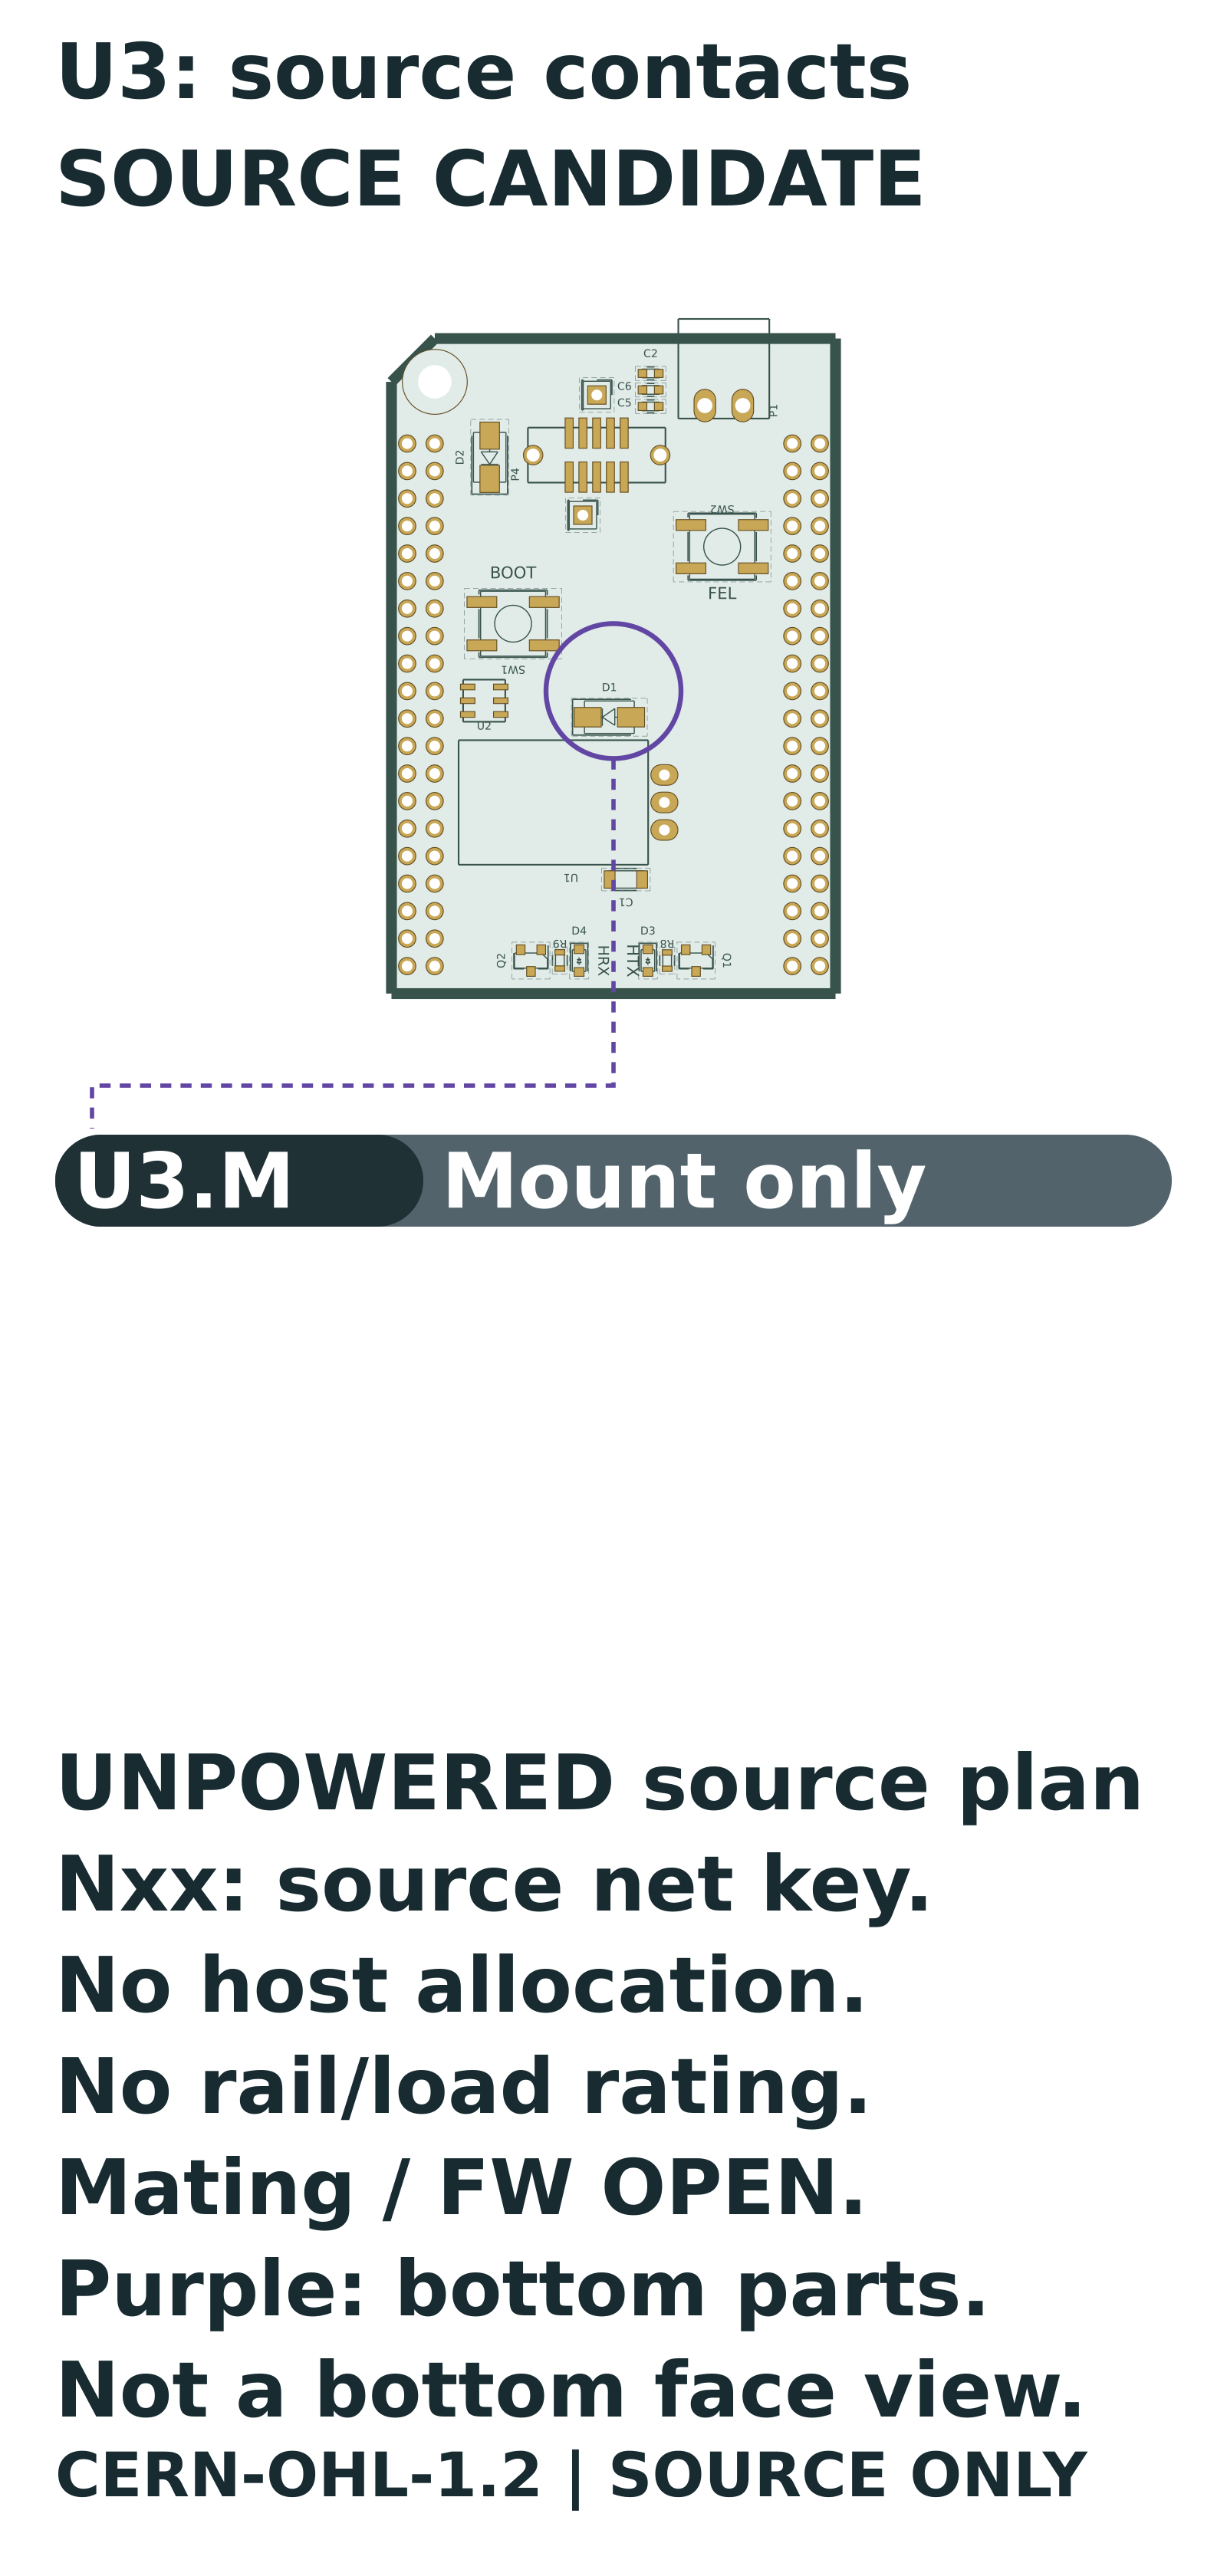 U3: source contacts
SOURCE CANDIDATE
C2
C6
C5
P1
D2
P4
SW2
BOOT
FEL
SW1
D1
U2
U1
C1
D4
D3
Q2
R9
HRX
HTX
R8
Q1
U3.M Mount only
UNPOWERED source plan
Nxx: source net key.
No host allocation.
No rail/load rating.
Mating / FW OPEN.
Purple: bottom parts.
Not a bottom face view.
CERN-OHL-1.2 | SOURCE ONLY